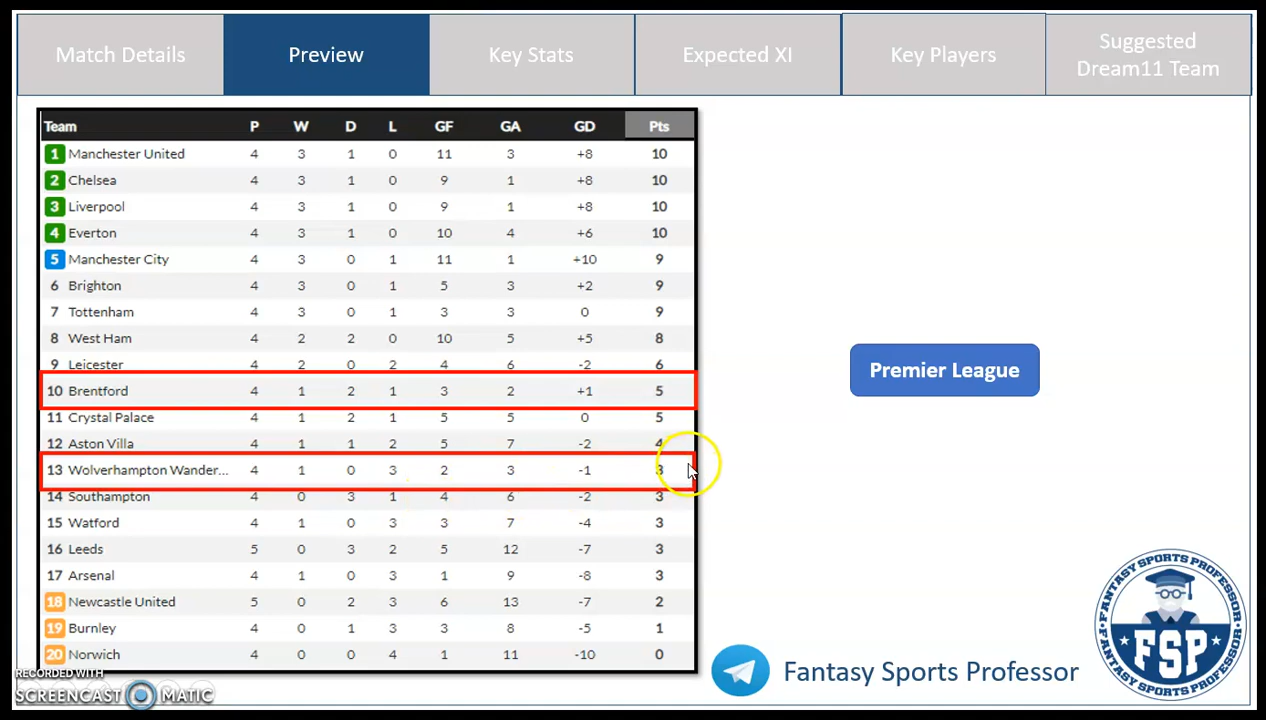 Match Details Preview Key Stats Expected XI Key Players Suggested Dream11 Team
Team P W D L GF GA GD Pts
1 Manchester United 4 3 1 0 11 3 +8 10
2 Chelsea 4 3 1 0 9 1 +8 10
3 Liverpool 4 3 1 0 9 1 +8 10
4 Everton 4 3 1 0 10 4 +6 10
5 Manchester City 4 3 0 1 11 1 +10 9
6 Brighton 4 3 0 1 5 3 +2 9
7 Tottenham 4 3 0 1 3 3 0 9
8 West Ham 4 2 2 0 10 5 +5 8
9 Leicester 4 2 0 2 4 6 -2 6
10 Brentford 4 1 2 1 3 2 +1 5
11 Crystal Palace 4 1 2 1 5 5 0 5
12 Aston Villa 4 1 1 2 5 7 -2 4
13 Wolverhampton Wander... 4 1 0 3 2 3 -1 3
14 Southampton 4 0 3 1 4 6 -2 3
15 Watford 4 1 0 3 3 7 -4 3
16 Leeds 5 0 3 2 5 12 -7 3
17 Arsenal 4 1 0 3 1 9 -8 3
18 Newcastle United 5 0 2 3 6 13 -7 2
19 Burnley 4 0 1 3 3 8 -5 1
20 Norwich 4 0 0 4 1 11 -10 0
Premier League
Fantasy Sports Professor
FANTASY SPORTS PROFESSOR
FSP
FANTASY SPORTS PROFESSOR
RECORDED WITH
SCREENCAST MATIC